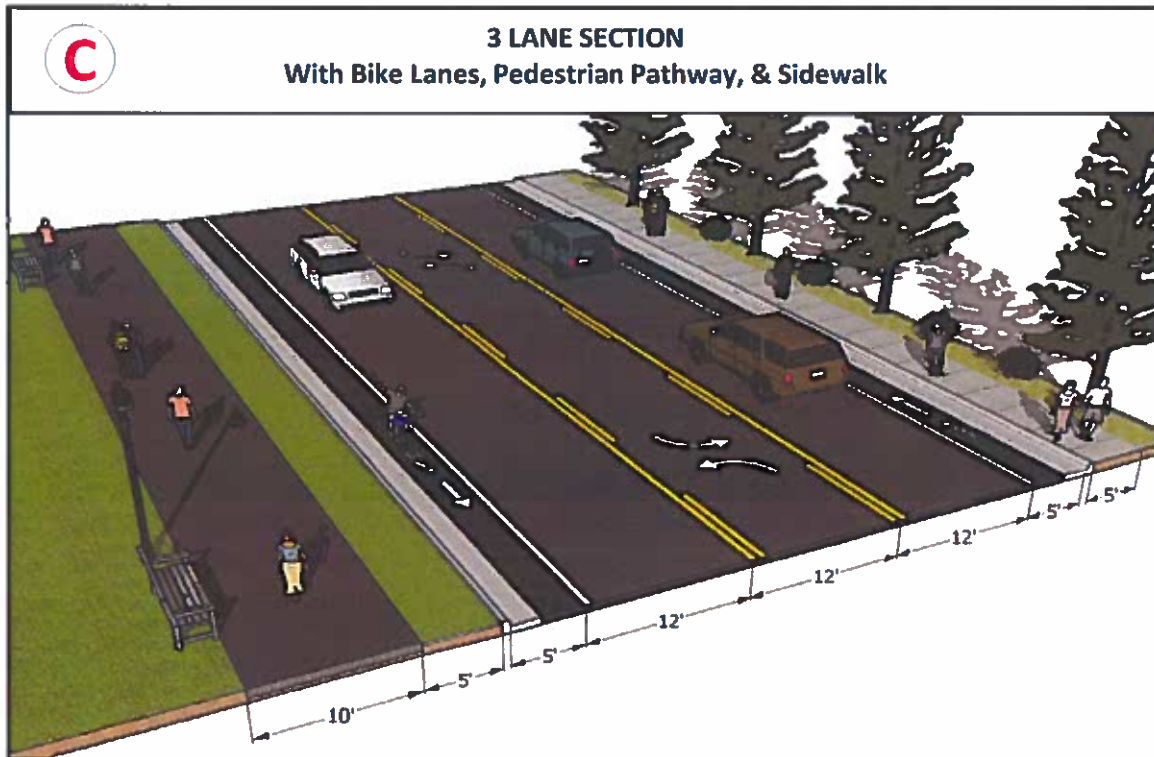 C
3 LANE SECTION
With Bike Lanes, Pedestrian Pathway, & Sidewalk
10'
5'
5'
12'
12'
12'
5'
5'